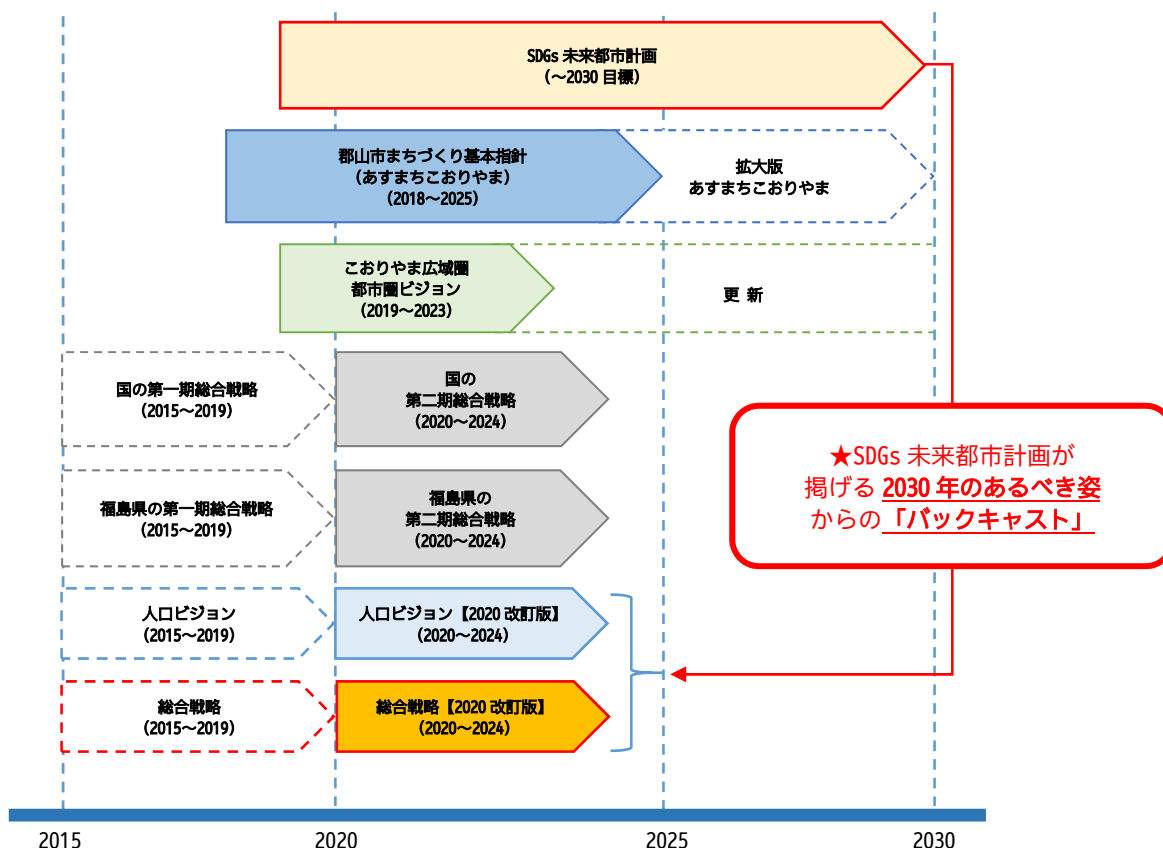 SDGs 未来都市計画
(～2030 目標)
郡山市まちづくり基本指針
(あすまちこおりやま)
(2018～2025)
拡大版
あすまちこおりやま
こおりやま広域圏
都市圏ビジョン
(2019～2023)
更 新
国の第一期総合戦略
(2015～2019)
国の
第二期総合戦略
(2020～2024)
福島県の第一期総合戦略
(2015～2019)
福島県の
第二期総合戦略
(2020～2024)
★SDGs 未来都市計画が
掲げる 2030 年のあるべき姿
からの「バックキャスト」
人口ビジョン
(2015～2019)
人口ビジョン【2020 改訂版】
(2020～2024)
総合戦略
(2015～2019)
総合戦略【2020 改訂版】
(2020～2024)
2015 2020 2025 2030